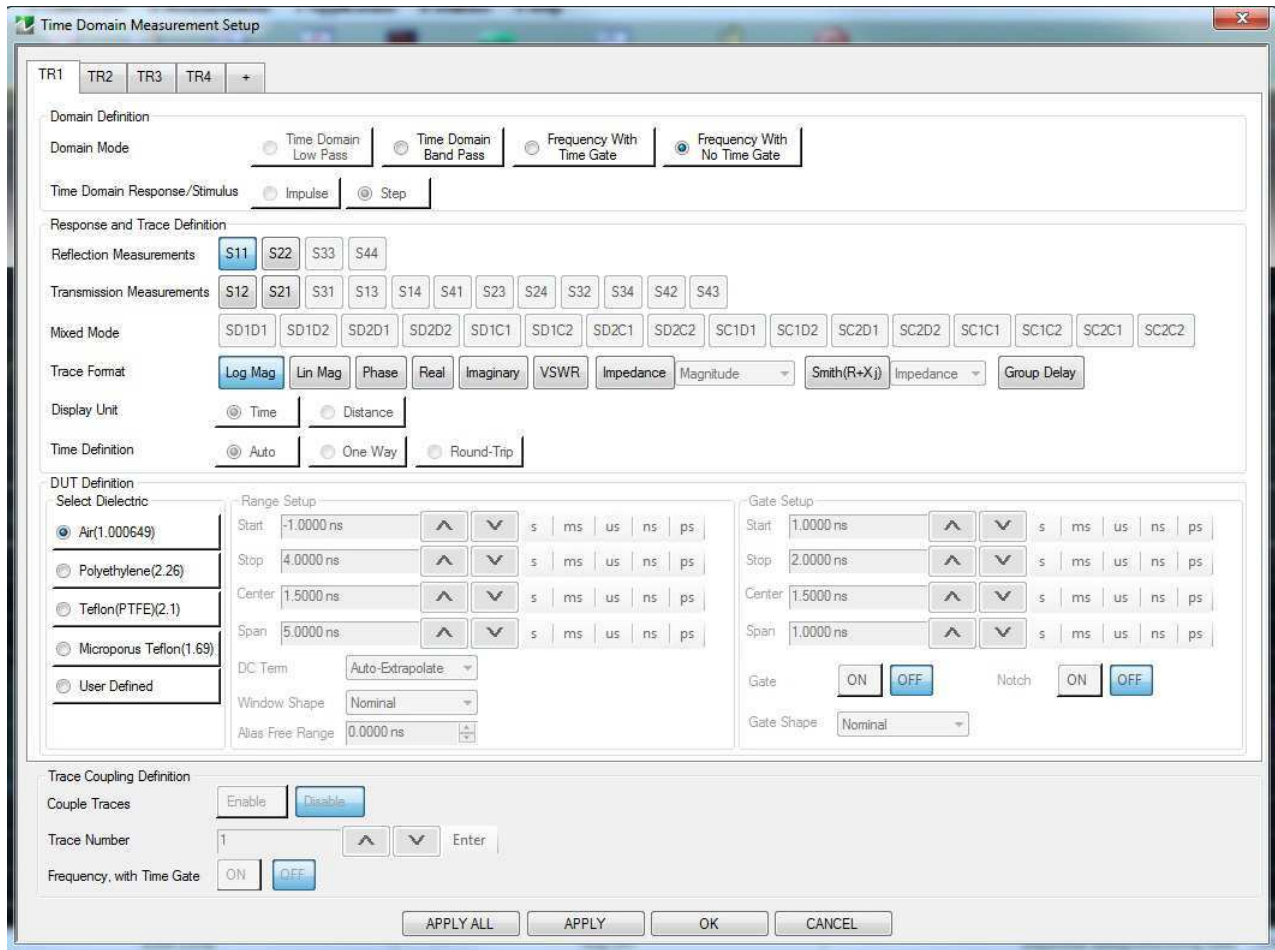 Time Domain Measurement Setup
X
TR1 TR2 TR3 TR4 +
Domain Definition
Domain Mode Time Domain Low Pass Time Domain Band Pass Frequency With Time Gate Frequency With No Time Gate
Time Domain Response/Stimulus Impulse Step
Response and Trace Definition
Reflection Measurements S11 S22 S33 S44
Transmission Measurements S12 S21 S31 S13 S14 S41 S23 S24 S32 S34 S42 S43
Mixed Mode SD1D1 SD1D2 SD2D1 SD2D2 SD1C1 SD1C2 SD2C1 SD2C2 SC1D1 SC1D2 SC2D1 SC2D2 SC1C1 SC1C2 SC2C1 SC2C2
Trace Format Log Mag Lin Mag Phase Real Imaginary VSWR Impedance Magnitude Smith(R+Xj) Impedance Group Delay
Display Unit Time Distance
Time Definition Auto One Way Round-Trip
DUT Definition
Select Dielectric
Air(1.000649)
Polyethylene(2.26)
Teflon(PTFE)(2.1)
Microporus Teflon(1.69)
User Defined
Range Setup
Start -1.0000 ns s ms us ns ps
Stop 4.0000 ns s ms us ns ps
Center 1.5000 ns s ms us ns ps
Span 5.0000 ns s ms us ns ps
DC Term Auto-Extrapolate
Window Shape Nominal
Alias Free Range 0.0000 ns
Gate Setup
Start 1.0000 ns s ms us ns ps
Stop 2.0000 ns s ms us ns ps
Center 1.5000 ns s ms us ns ps
Span 1.0000 ns s ms us ns ps
Gate ON OFF Notch ON OFF
Gate Shape Nominal
Trace Coupling Definition
Couple Traces Enable Disable
Trace Number 1 Enter
Frequency, with Time Gate ON OFF
APPLY ALL APPLY OK CANCEL